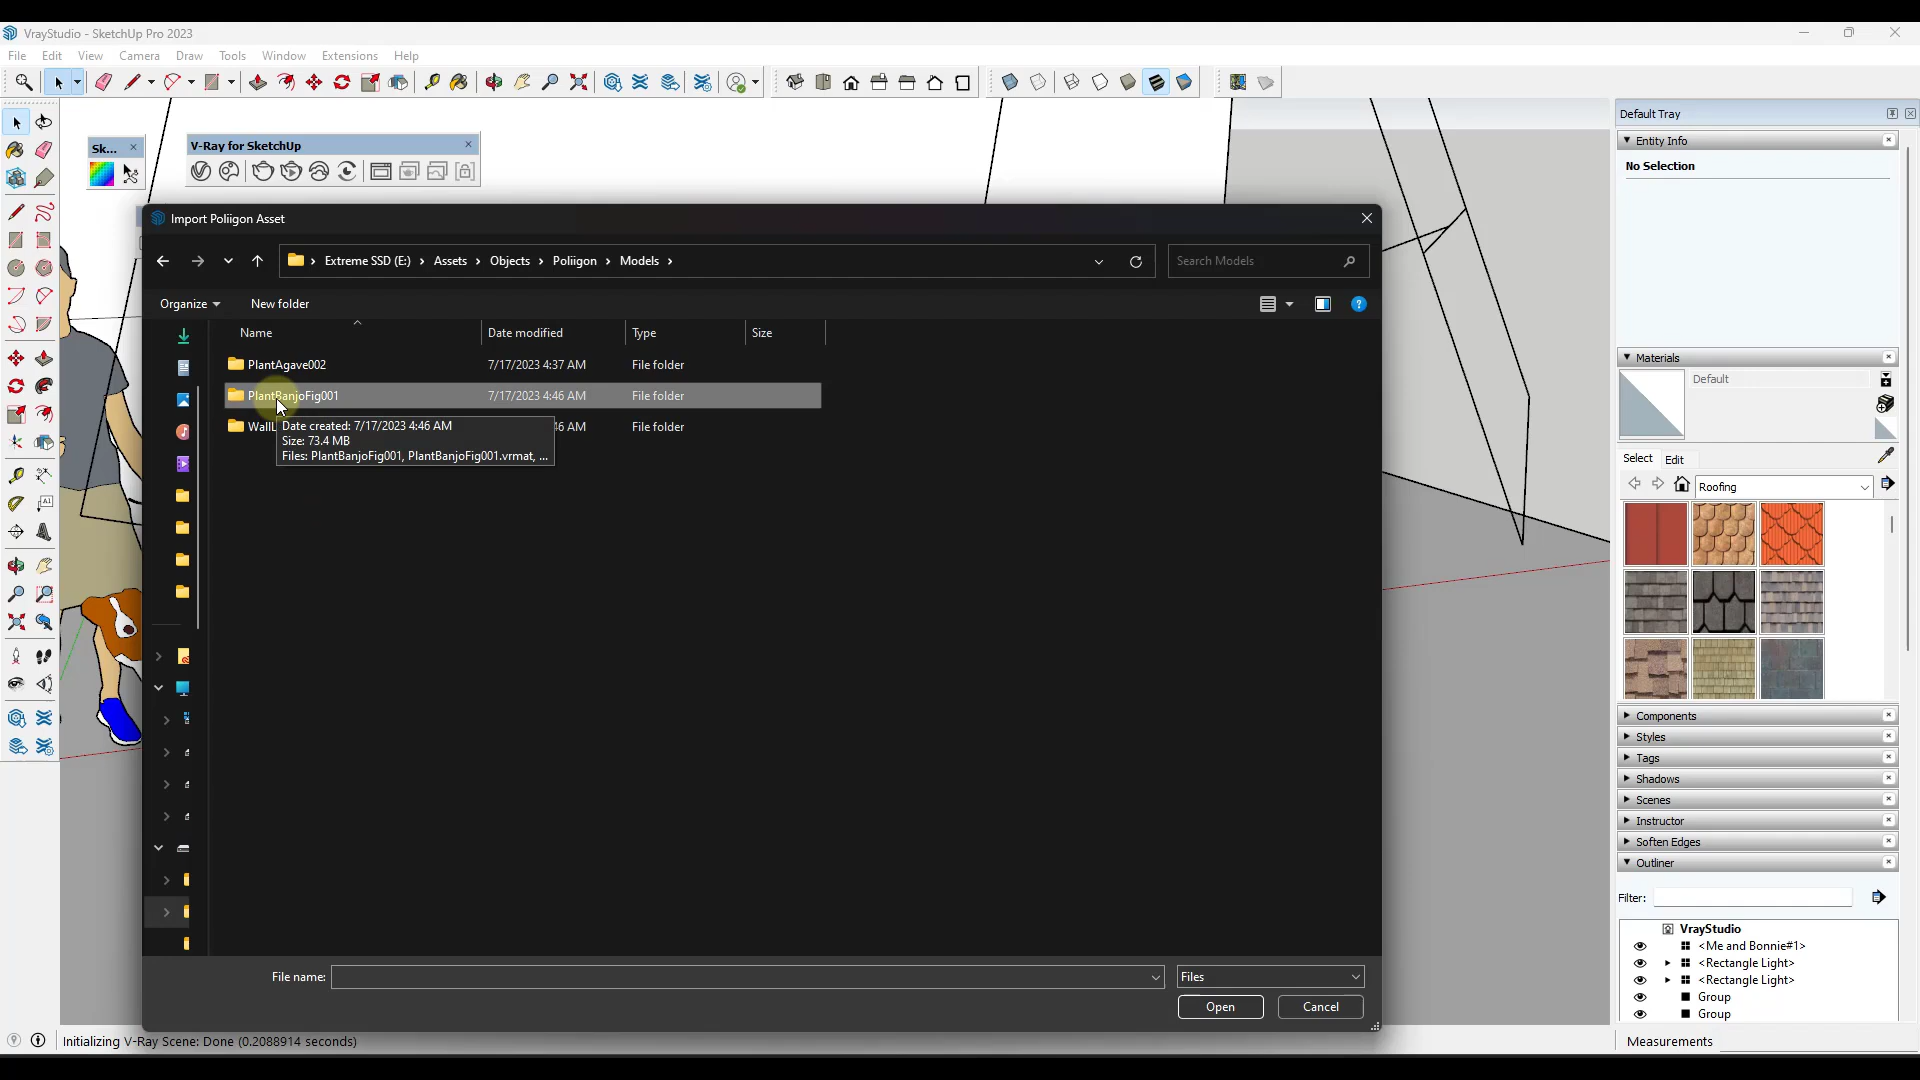 VrayStudio - SketchUp Pro 2023
File Edit View Camera Draw Tools Window Extensions Help
Default Tray
Entity Info
No Selection
Sk...
V-Ray for SketchUp
Import Poliigon Asset
Extreme SSD (E:) › Assets › Objects › Poliigon › Models ›
Search Models
Organize
New folder
Name Date modified Type Size
PlantAgave002 7/17/2023 4:37 AM File folder
PlantBanjoFig001 7/17/2023 4:46 AM File folder
WallL 46 AM File folder
Date created: 7/17/2023 4:46 AM
Size: 73.4 MB
Files: PlantBanjoFig001, PlantBanjoFig001.vrmat, ...
Materials
Default
Select Edit
Roofing
Components
Styles
Tags
Shadows
Scenes
Instructor
Soften Edges
Outliner
Filter:
VrayStudio
<Me and Bonnie#1>
<Rectangle Light>
<Rectangle Light>
Group
Group
File name:
Files
Open
Cancel
Initializing V-Ray Scene: Done (0.2088914 seconds)
Measurements